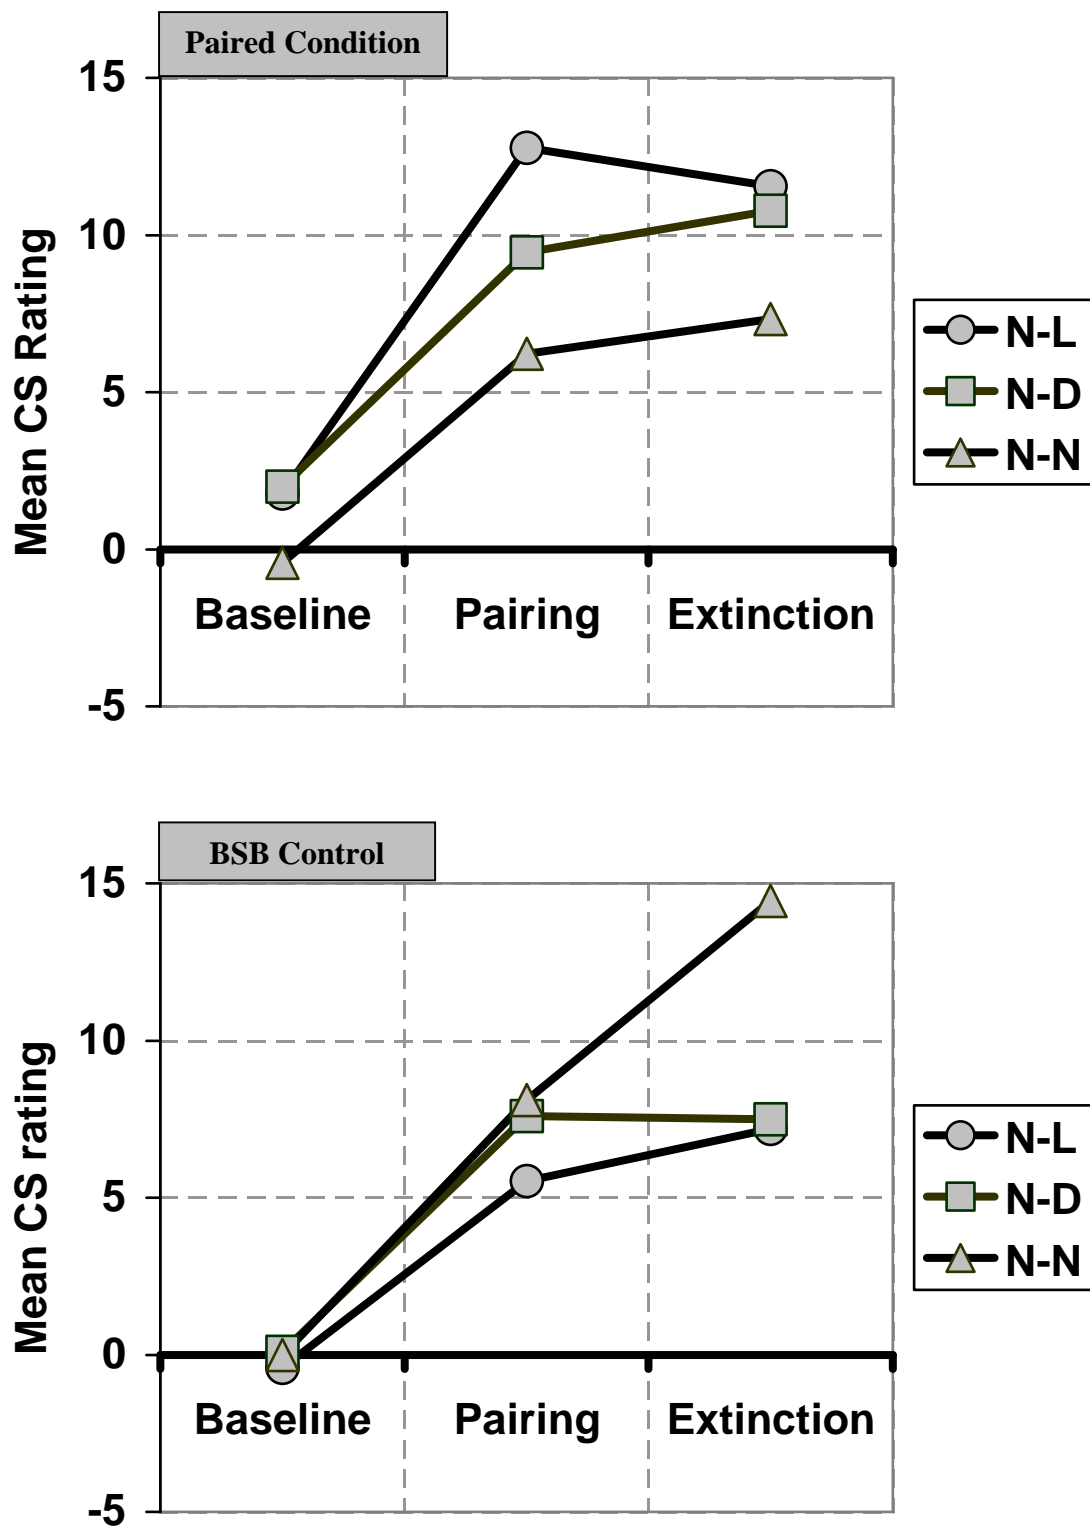 Paired Condition
15
10
5
0
-5
Mean CS Rating
Baseline Pairing Extinction
N-L
N-D
N-N
BSB Control
15
10
5
0
-5
Mean CS rating
Baseline Pairing Extinction
N-L
N-D
N-N